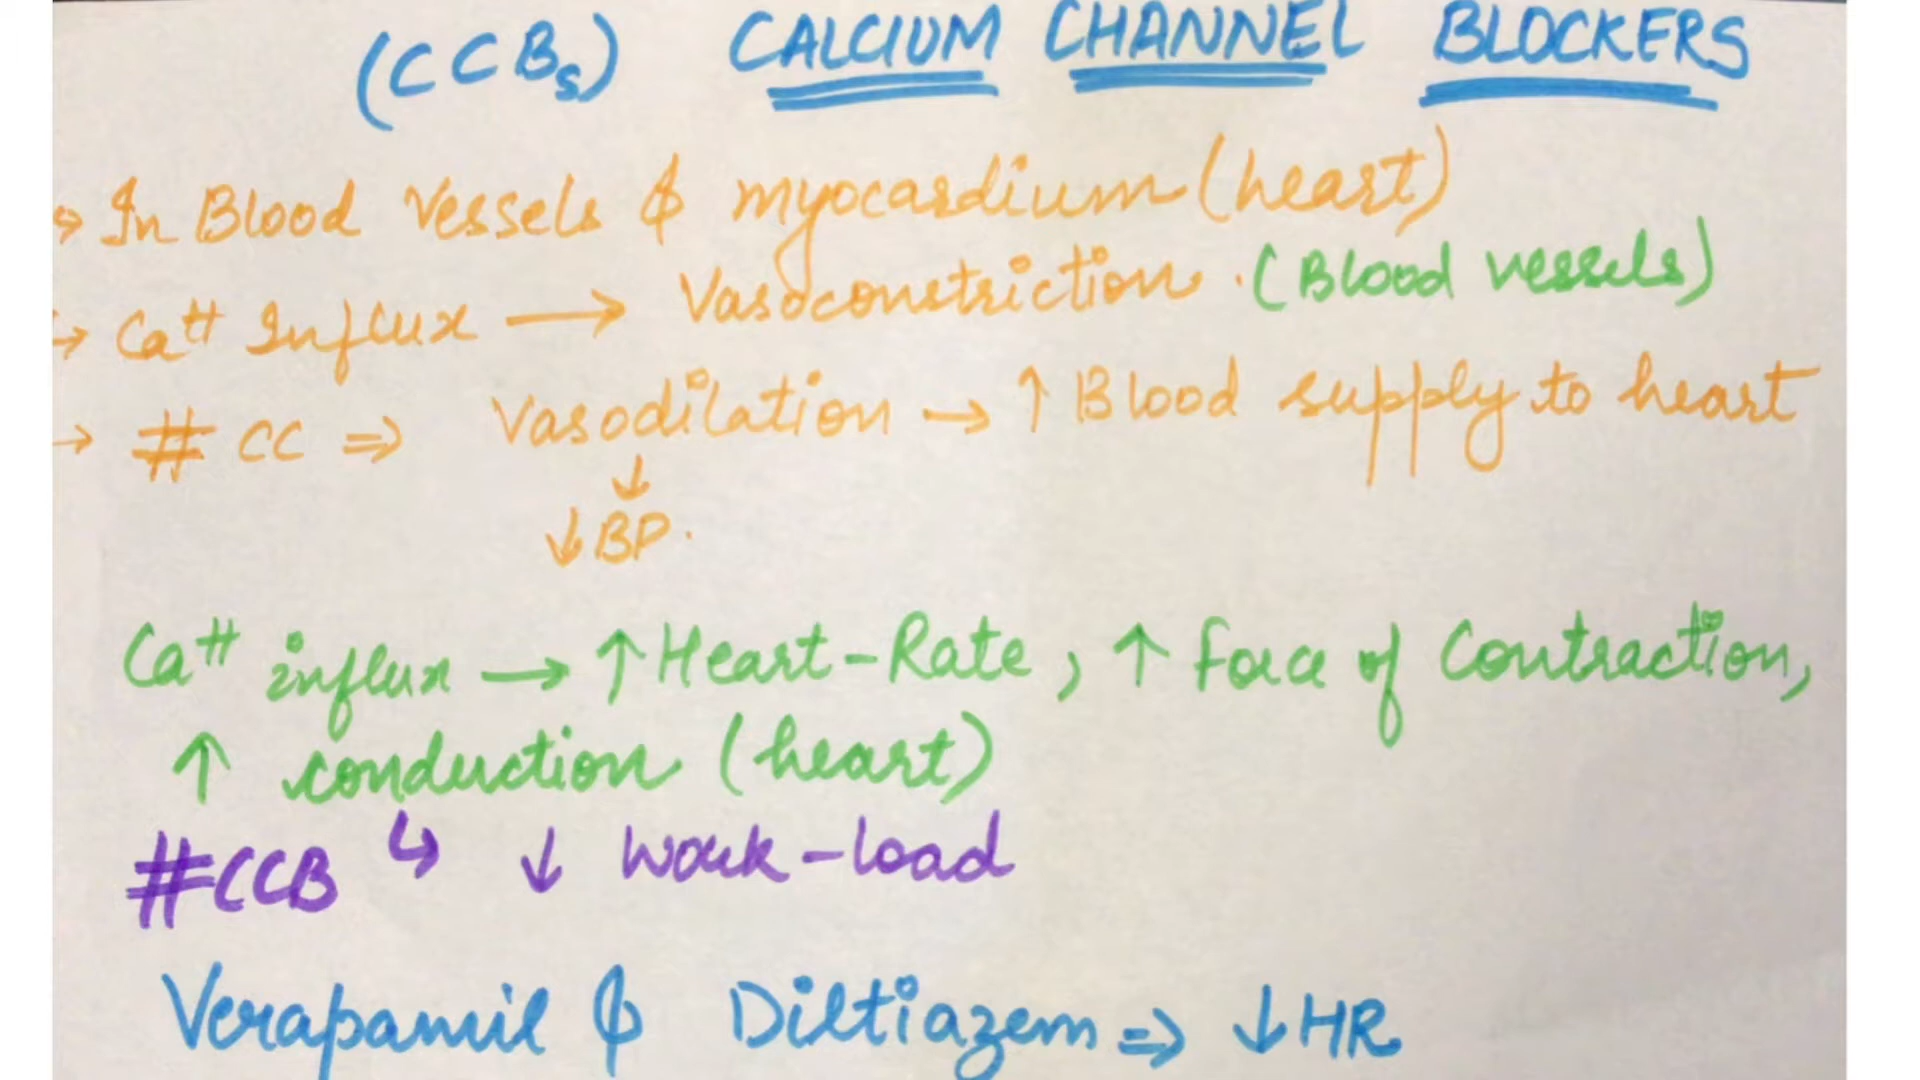 (CCBs) CALCIUM CHANNEL BLOCKERS
↳ In Blood Vessels & myocardium (heart)
↳ Ca++ Influx → Vasoconstriction. (Blood vessels)
→ # CC ⇒ Vasodilation → ↑ Blood supply to heart
↓
↓ BP.
Ca++ influx → ↑ Heart-Rate, ↑ Force of Contraction,
↑ conduction (heart)
#CCB ↳ ↓ Work-load
Verapamil & Diltiazem ⇒ ↓ HR